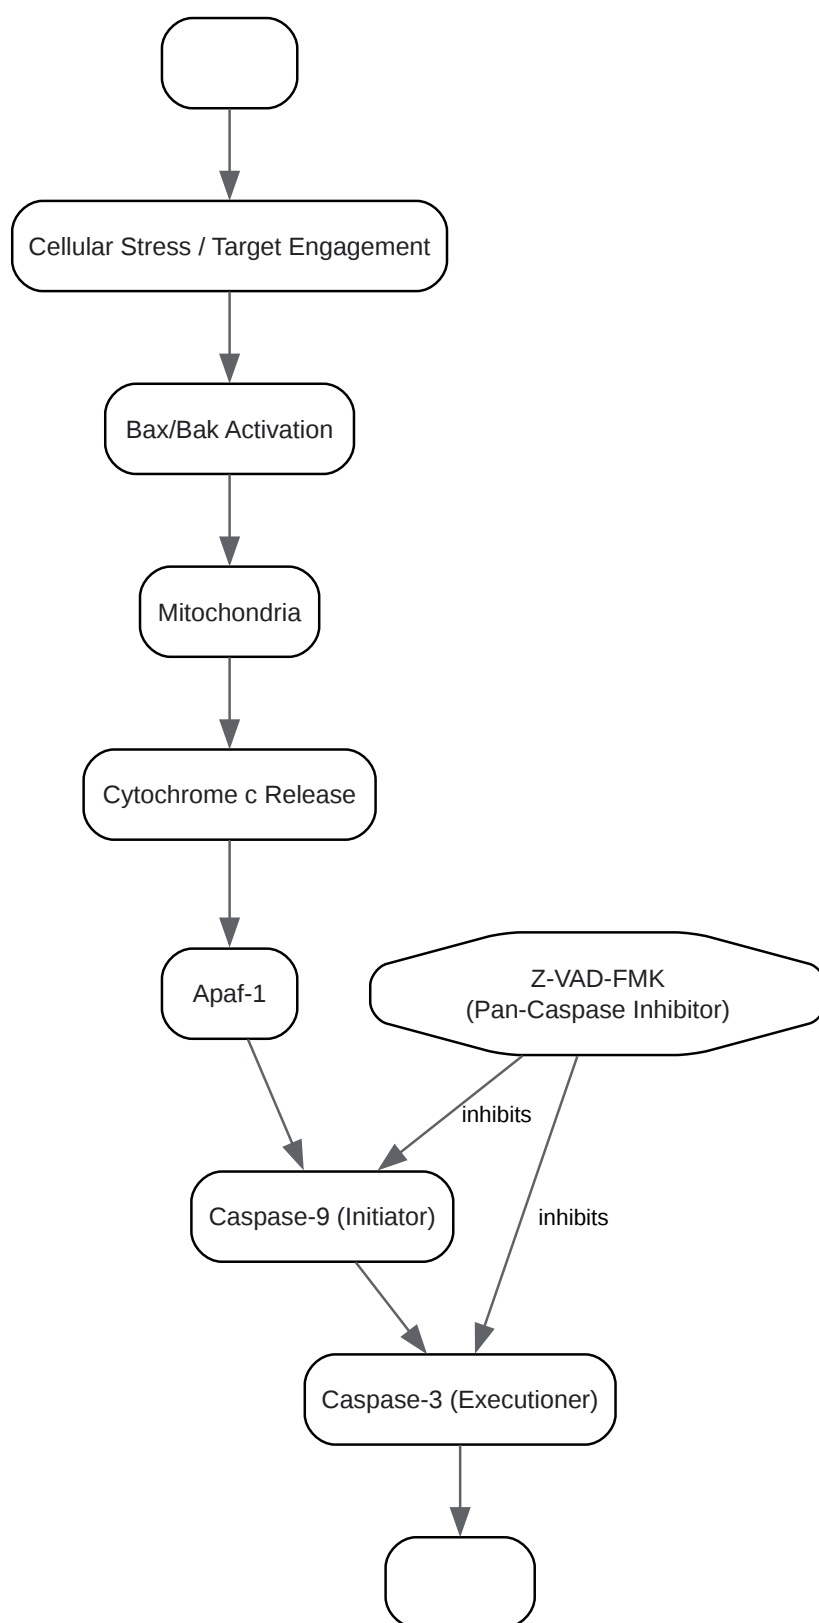 Cellular Stress / Target Engagement
Bax/Bak Activation
Mitochondria
Cytochrome c Release
Apaf-1
Z-VAD-FMK
(Pan-Caspase Inhibitor)
inhibits
Caspase-9 (Initiator)
inhibits
Caspase-3 (Executioner)